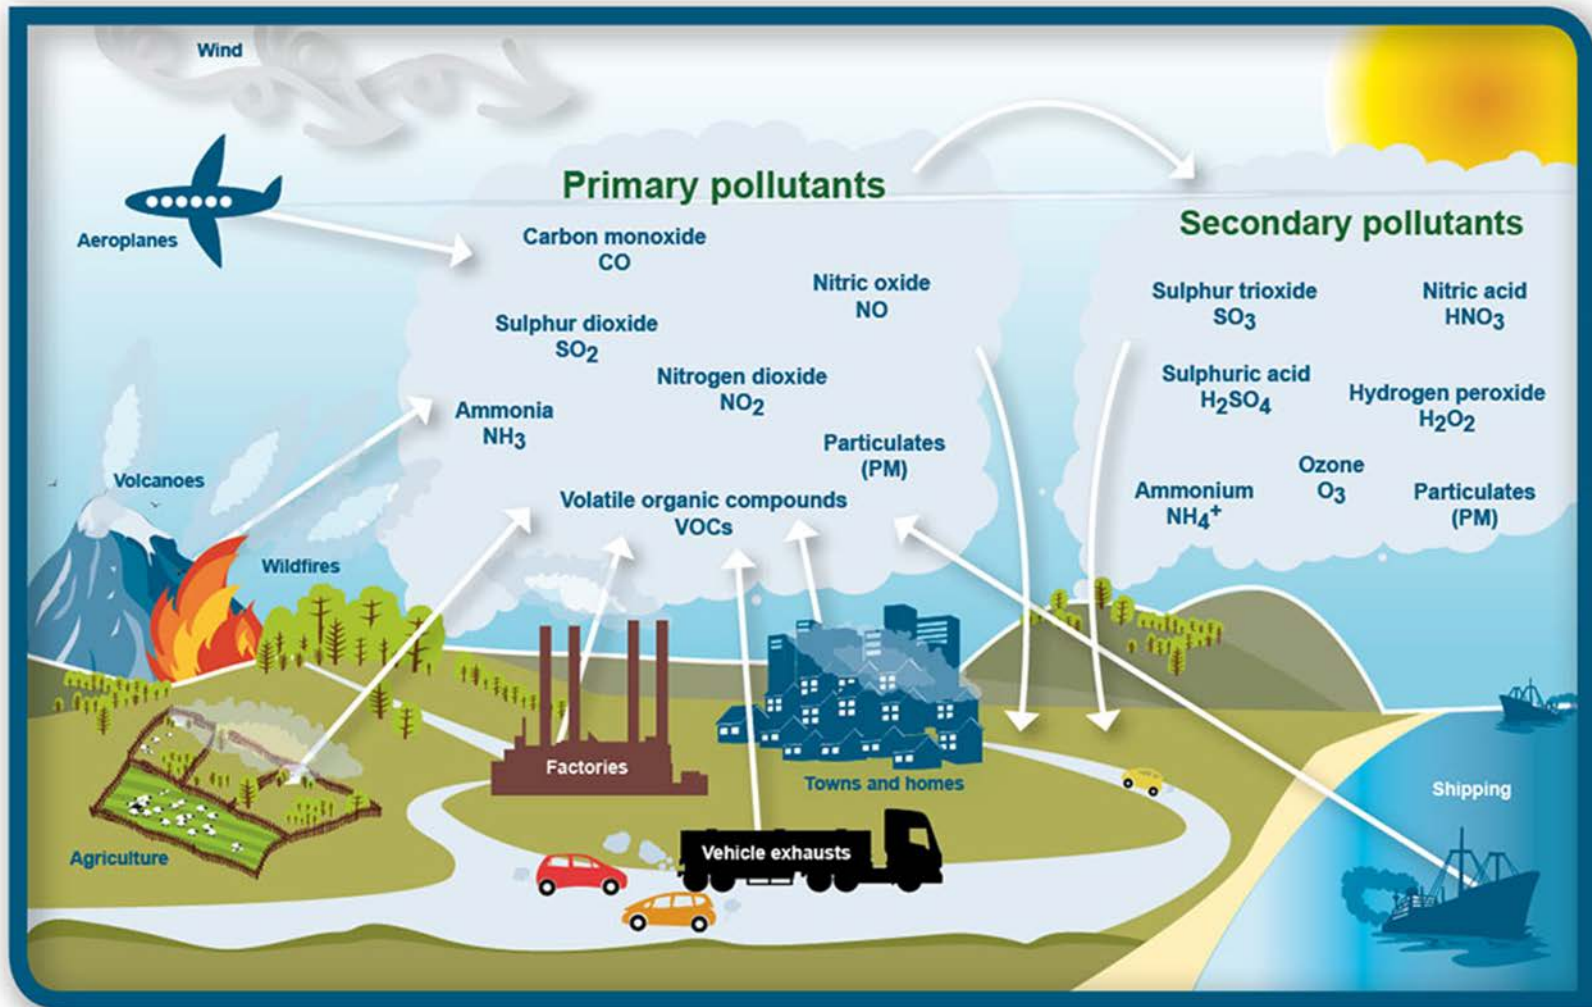 Wind
Aeroplanes
Primary pollutants
Carbon monoxide
CO
Nitric oxide
NO
Sulphur dioxide
SO2
Nitrogen dioxide
NO2
Ammonia
NH3
Particulates
(PM)
Volatile organic compounds
VOCs
Secondary pollutants
Sulphur trioxide
SO3
Nitric acid
HNO3
Sulphuric acid
H2SO4
Hydrogen peroxide
H2O2
Ozone
O3
Ammonium
NH4+
Particulates
(PM)
Volcanoes
Wildfires
Factories
Towns and homes
Shipping
Agriculture
Vehicle exhausts